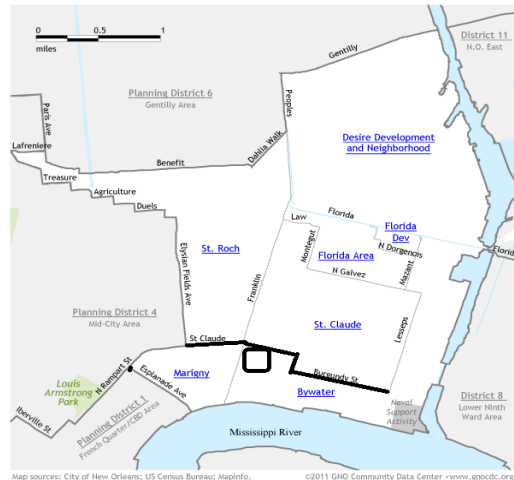 0
0.5
1
miles
District 11
N.O. East
Gentilly
Planning District 6
Gentilly Area
Peoples
Paris Ave
Dahlia Walk
Desire Development
and Neighborhood
Lafreniere
Benefit
Treasure
Agriculture
Duels
Florida
Law
Florida
Dev
Montegut
N Dorgenois
Florida
St. Roch
Florida Area
Elysian Fields Ave
Franklin
N Galvez
Mazant
Planning District 4
Mid-City Area
St. Claude
Lesseps
St Claude
N Rampart St
Marigny
Burgundy St
Louis
Armstrong
Park
Esplanade Ave
Bywater
Naval
Support
Activity
District 8
Lower Ninth
Ward Area
Iberville St
Planning District 1
French Quarter/CBD Area
Mississippi River
Map sources: City of New Orleans; US Census Bureau; MapInfo.
©2011 GNO Community Data Center <www.gnocdc.org